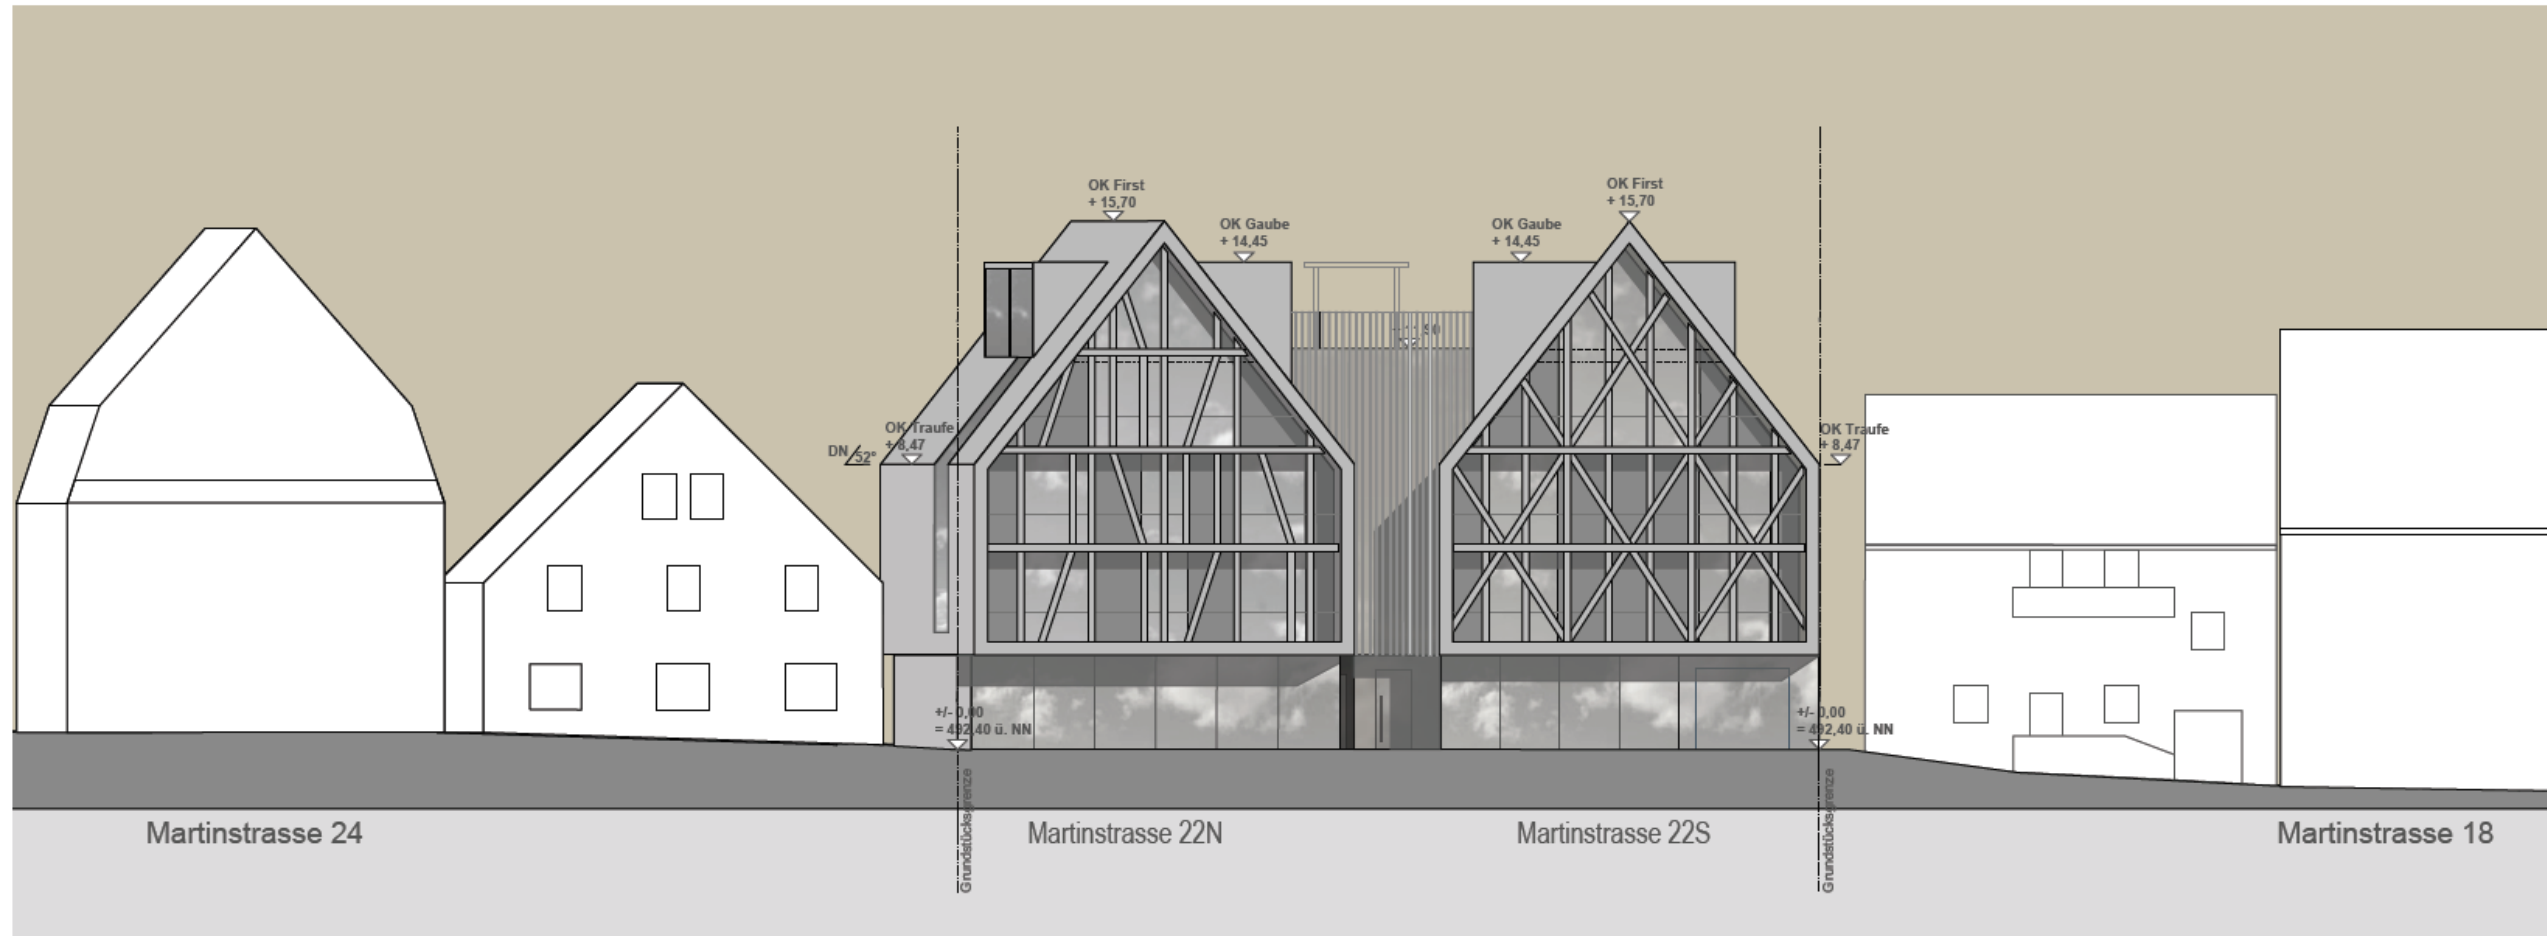 OK First
+ 15,70
OK Gaube
+ 14,45
OK Gaube
+ 14,45
OK First
+ 15,70
OK Traufe
+ 8,47
DN 52°
OK Traufe
+ 8,47
+/- 0,00
= 492,40 ü. NN
+/- 0,00
= 492,40 ü. NN
Grundstücksgrenze
Grundstücksgrenze
Martinstrasse 24
Martinstrasse 22N
Martinstrasse 22S
Martinstrasse 18